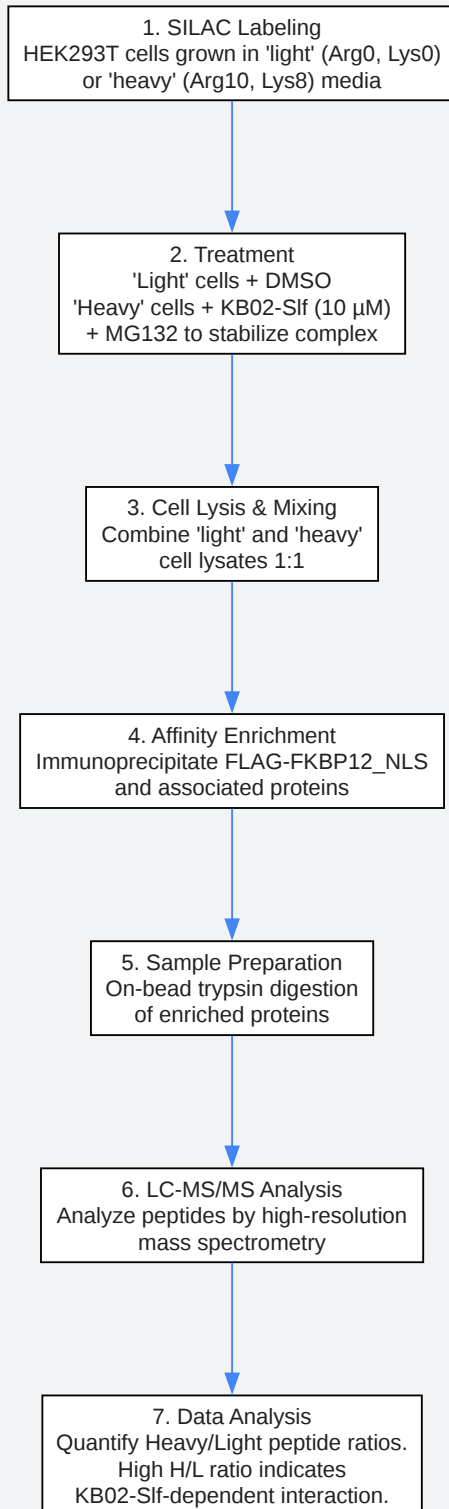 1. SILAC Labeling
HEK293T cells grown in 'light' (Arg0, Lys0)
or 'heavy' (Arg10, Lys8) media
2. Treatment
'Light' cells + DMSO
'Heavy' cells + KB02-Slf (10 µM)
+ MG132 to stabilize complex
3. Cell Lysis & Mixing
Combine 'light' and 'heavy'
cell lysates 1:1
4. Affinity Enrichment
Immunoprecipitate FLAG-FKBP12_NLS
and associated proteins
5. Sample Preparation
On-bead trypsin digestion
of enriched proteins
6. LC-MS/MS Analysis
Analyze peptides by high-resolution
mass spectrometry
7. Data Analysis
Quantify Heavy/Light peptide ratios.
High H/L ratio indicates
KB02-Slf-dependent interaction.